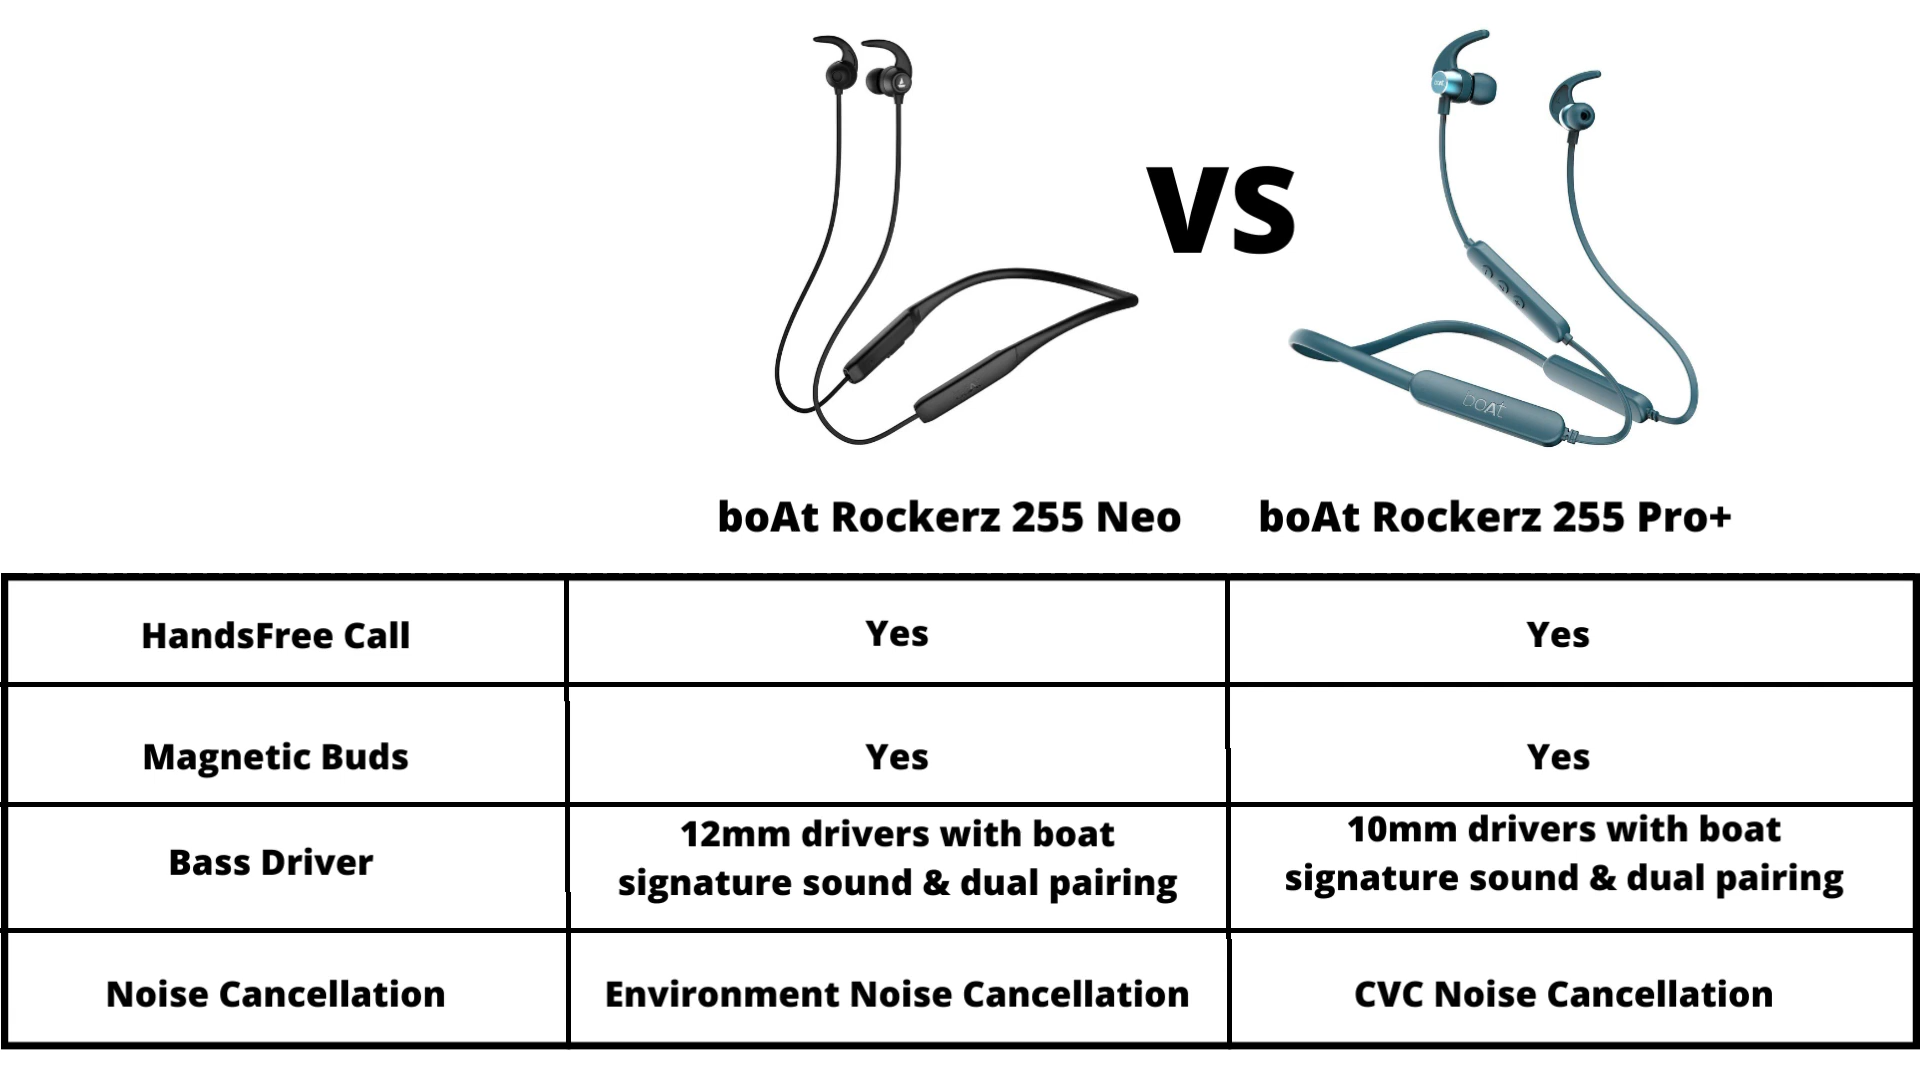 VS
boAt
boAt Rockerz 255 Neo
boAt Rockerz 255 Pro+
HandsFree Call
Yes
Yes
Magnetic Buds
Yes
Yes
Bass Driver
12mm drivers with boat
signature sound & dual pairing
10mm drivers with boat
signature sound & dual pairing
Noise Cancellation
Environment Noise Cancellation
CVC Noise Cancellation